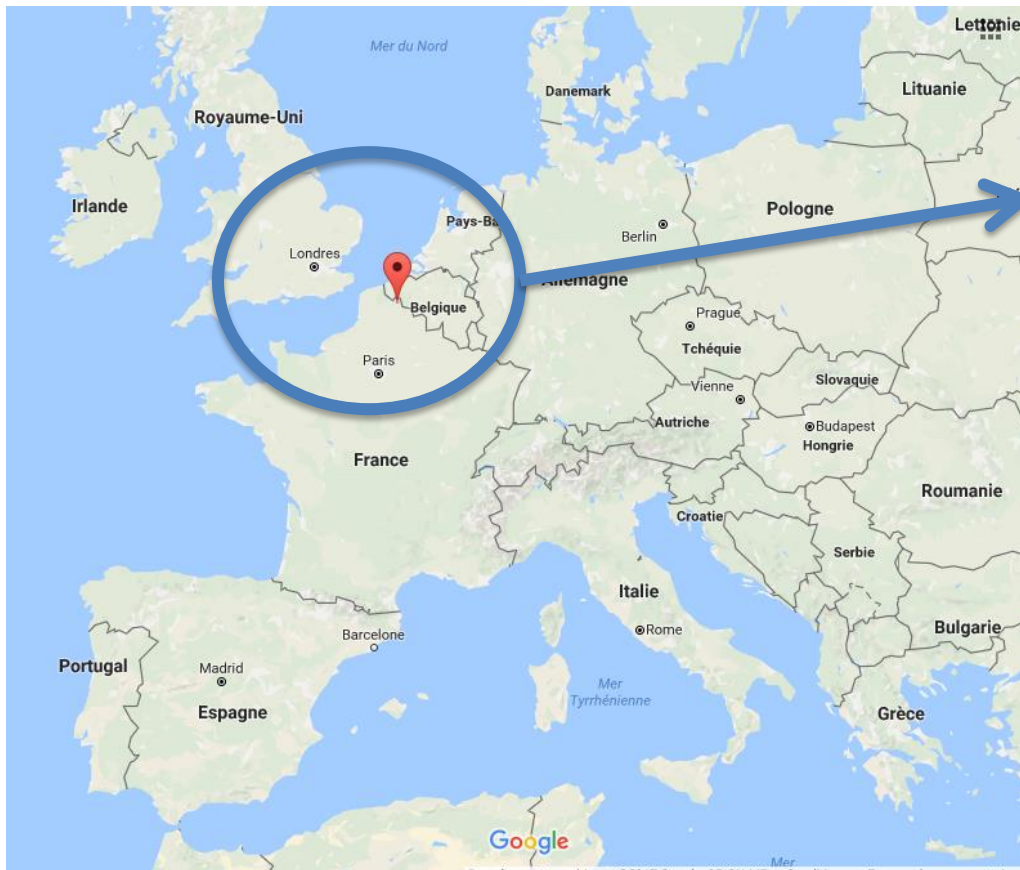 Lettonie
Mer du Nord
Danemark
Lituanie
Royaume-Uni
Irlande
Pays-Ba
Pologne
Berlin
Londres
Allemagne
Belgique
Prague
Tchéquie
Paris
Slovaquie
Vienne
Autriche
Budapest
Hongrie
France
Roumanie
Croatie
Serbie
Italie
Rome
Barcelone
Bulgarie
Portugal
Madrid
Mer
Tyrrhénienne
Espagne
Grèce
Google
Mer